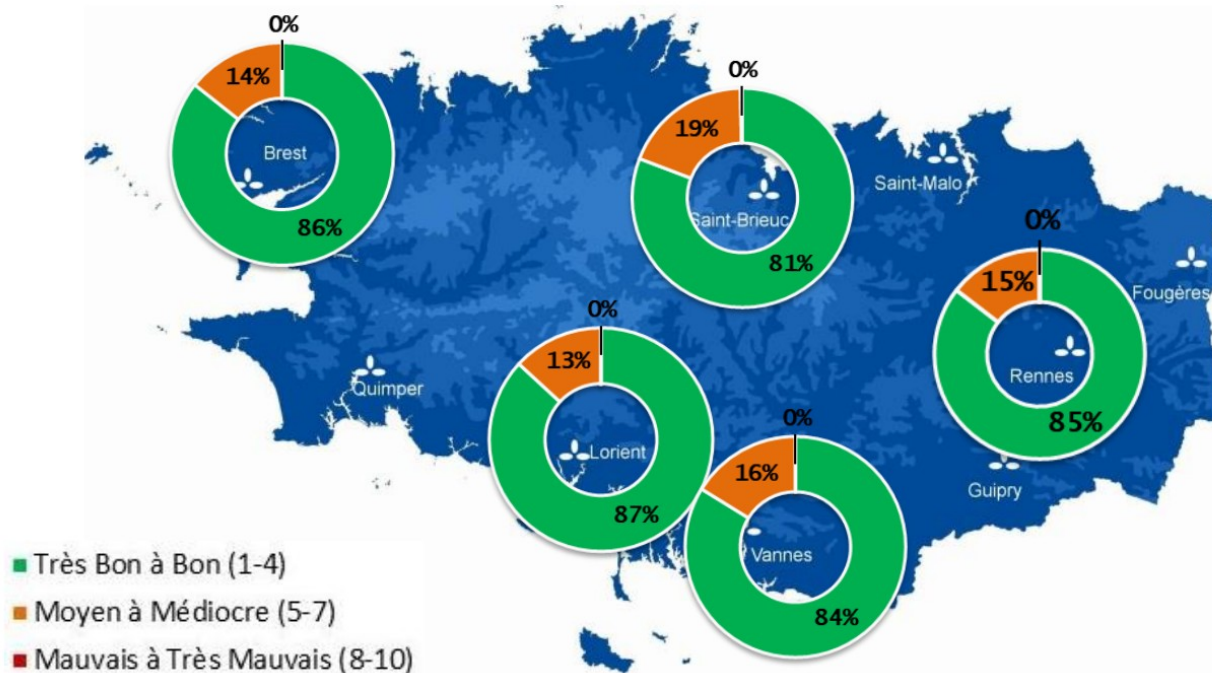 0%
14%
Brest
86%
0%
19%
Saint-Brieuc
81%
Saint-Malo
0%
15%
Fougères
Rennes
85%
Guipry
Quimper
0%
13%
Lorient
87%
0%
16%
Vannes
84%
Très Bon à Bon (1-4)
Moyen à Médiocre (5-7)
Mauvais à Très Mauvais (8-10)